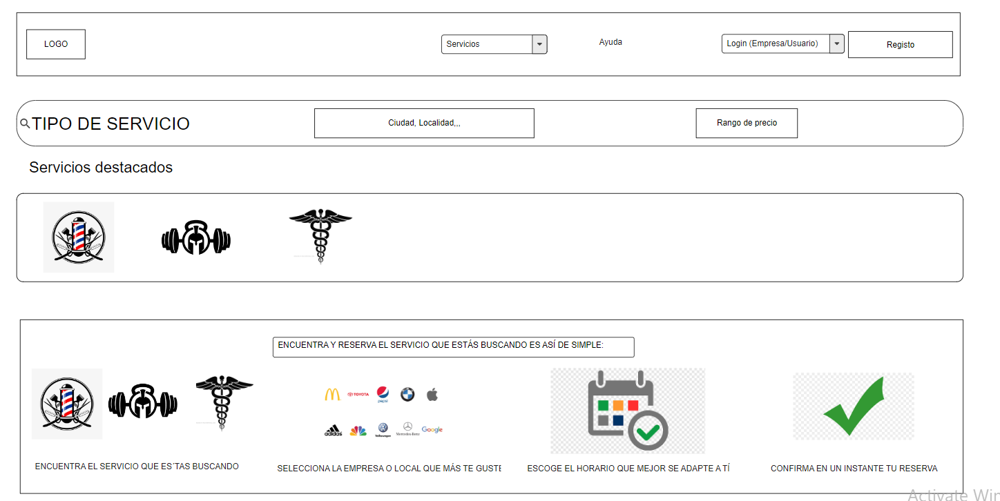 LOGO
Servicios
Ayuda
Login (Empresa/Usuario)
Registo
TIPO DE SERVICIO
Ciudad, Localidad,,,
Rango de precio
Servicios destacados
ENCUENTRA Y RESERVA EL SERVICIO QUE ESTÁS BUSCANDO ES ASÍ DE SIMPLE:
TOYOTA
pepsi
BMW
adidas
Volkswagen
Mercedes-Benz
Google
ENCUENTRA EL SERVICIO QUE ES´TAS BUSCANDO
SELECCIONA LA EMPRESA O LOCAL QUE MÁS TE GUSTE
ESCOGE EL HORARIO QUE MEJOR SE ADAPTE A TÍ
CONFIRMA EN UN INSTANTE TU RESERVA
Activate Win